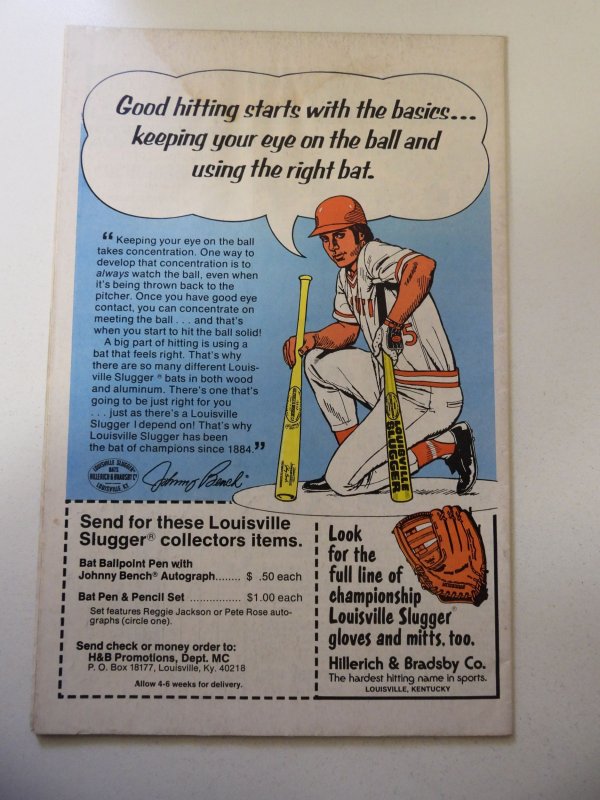 Good hitting starts with the basics...
keeping your eye on the ball and
using the right bat.
“Keeping your eye on the ball
takes concentration. One way to
develop that concentration is to
always watch the ball, even when
it's being thrown back to the
pitcher. Once you have good eye
contact, you can concentrate on
meeting the ball . . . and that's
when you start to hit the ball solid!
A big part of hitting is using a
bat that feels right. That's why
there are so many different Louis-
ville Slugger ® bats in both wood
and aluminum. There's one that's
going to be just right for you
. . . just as there's a Louisville
Slugger I depend on! That's why
Louisville Slugger has been
the bat of champions since 1884.”
LOUISVILLE SLUGGER
BATS
HILLERICH & BRADSBY CO
LOUISVILLE, KY.
Johnny Bench
5
LOUISVILLE
SLUGGER
Send for these Louisville
Slugger® collectors items.
Bat Ballpoint Pen with
Johnny Bench® Autograph........ $ .50 each
Bat Pen & Pencil Set ................ $1.00 each
Set features Reggie Jackson or Pete Rose auto-
graphs (circle one).
Send check or money order to:
H&B Promotions, Dept. MC
P. O. Box 18177, Louisville, Ky. 40218
Allow 4-6 weeks for delivery.
Look
for the
full line of
championship
Louisville Slugger®
gloves and mitts, too.
Hillerich & Bradsby Co.
The hardest hitting name in sports.
LOUISVILLE, KENTUCKY